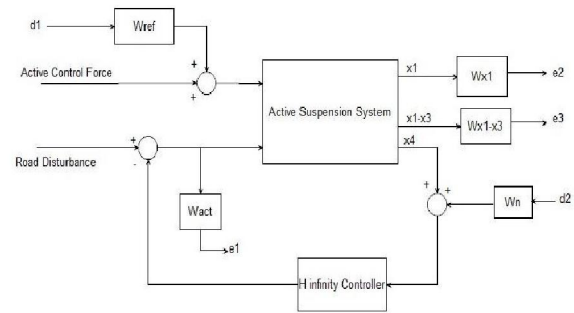 d1
Wref
+
Active Control Force
+
Active Suspension System
x1
Wx1
e2
x1-x3
Wx1-x3
e3
x4
+
Road Disturbance
-
Wact
e1
+
+
Wn
d2
H infinity Controller